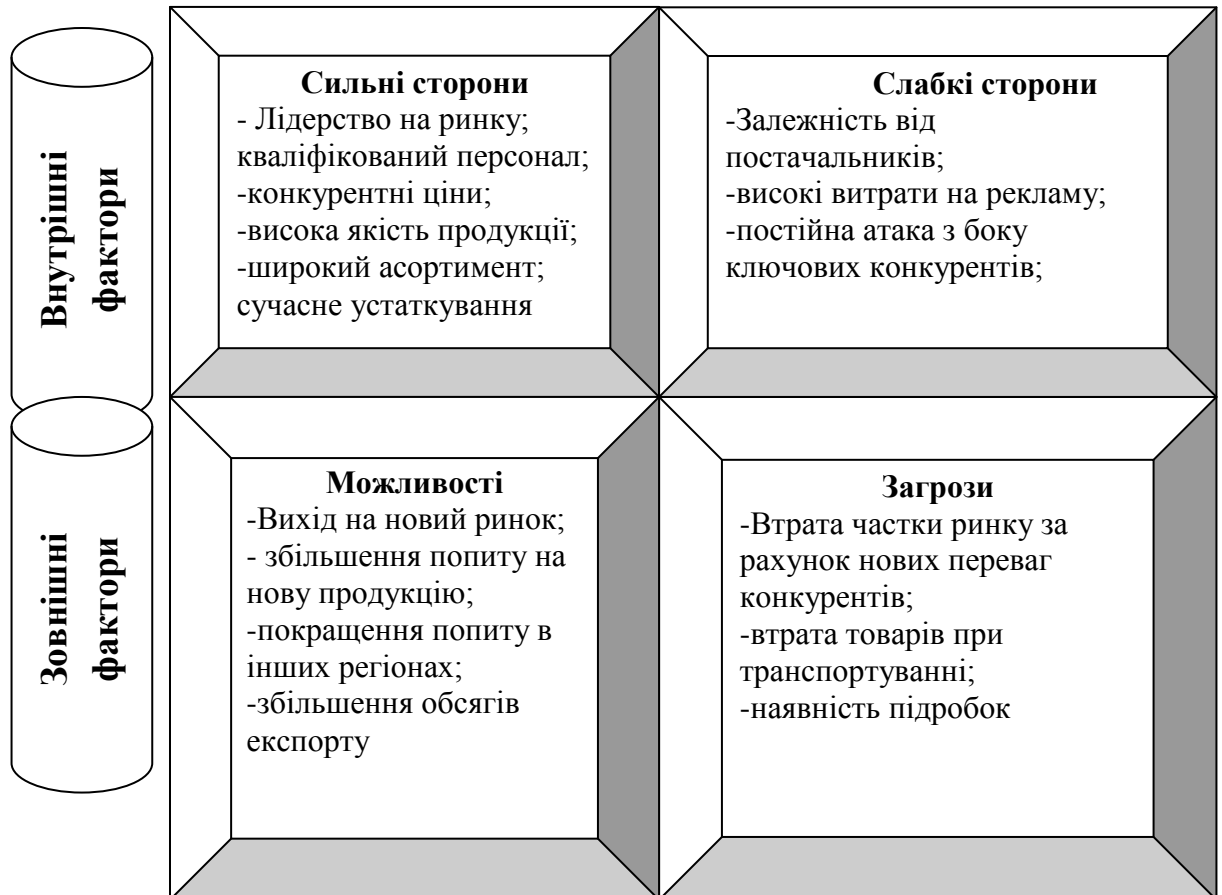 Внутрішні
фактори
Сильні сторони
- Лідерство на ринку;
кваліфікований персонал;
-конкурентні ціни;
-висока якість продукції;
-широкий асортимент;
сучасне устаткування
Слабкі сторони
-Залежність від
постачальників;
-високі витрати на рекламу;
-постійна атака з боку
ключових конкурентів;
Зовнішні
фактори
Можливості
-Вихід на новий ринок;
- збільшення попиту на
нову продукцію;
-покращення попиту в
інших регіонах;
-збільшення обсягів
експорту
Загрози
-Втрата частки ринку за
рахунок нових переваг
конкурентів;
-втрата товарів при
транспортуванні;
-наявність підробок